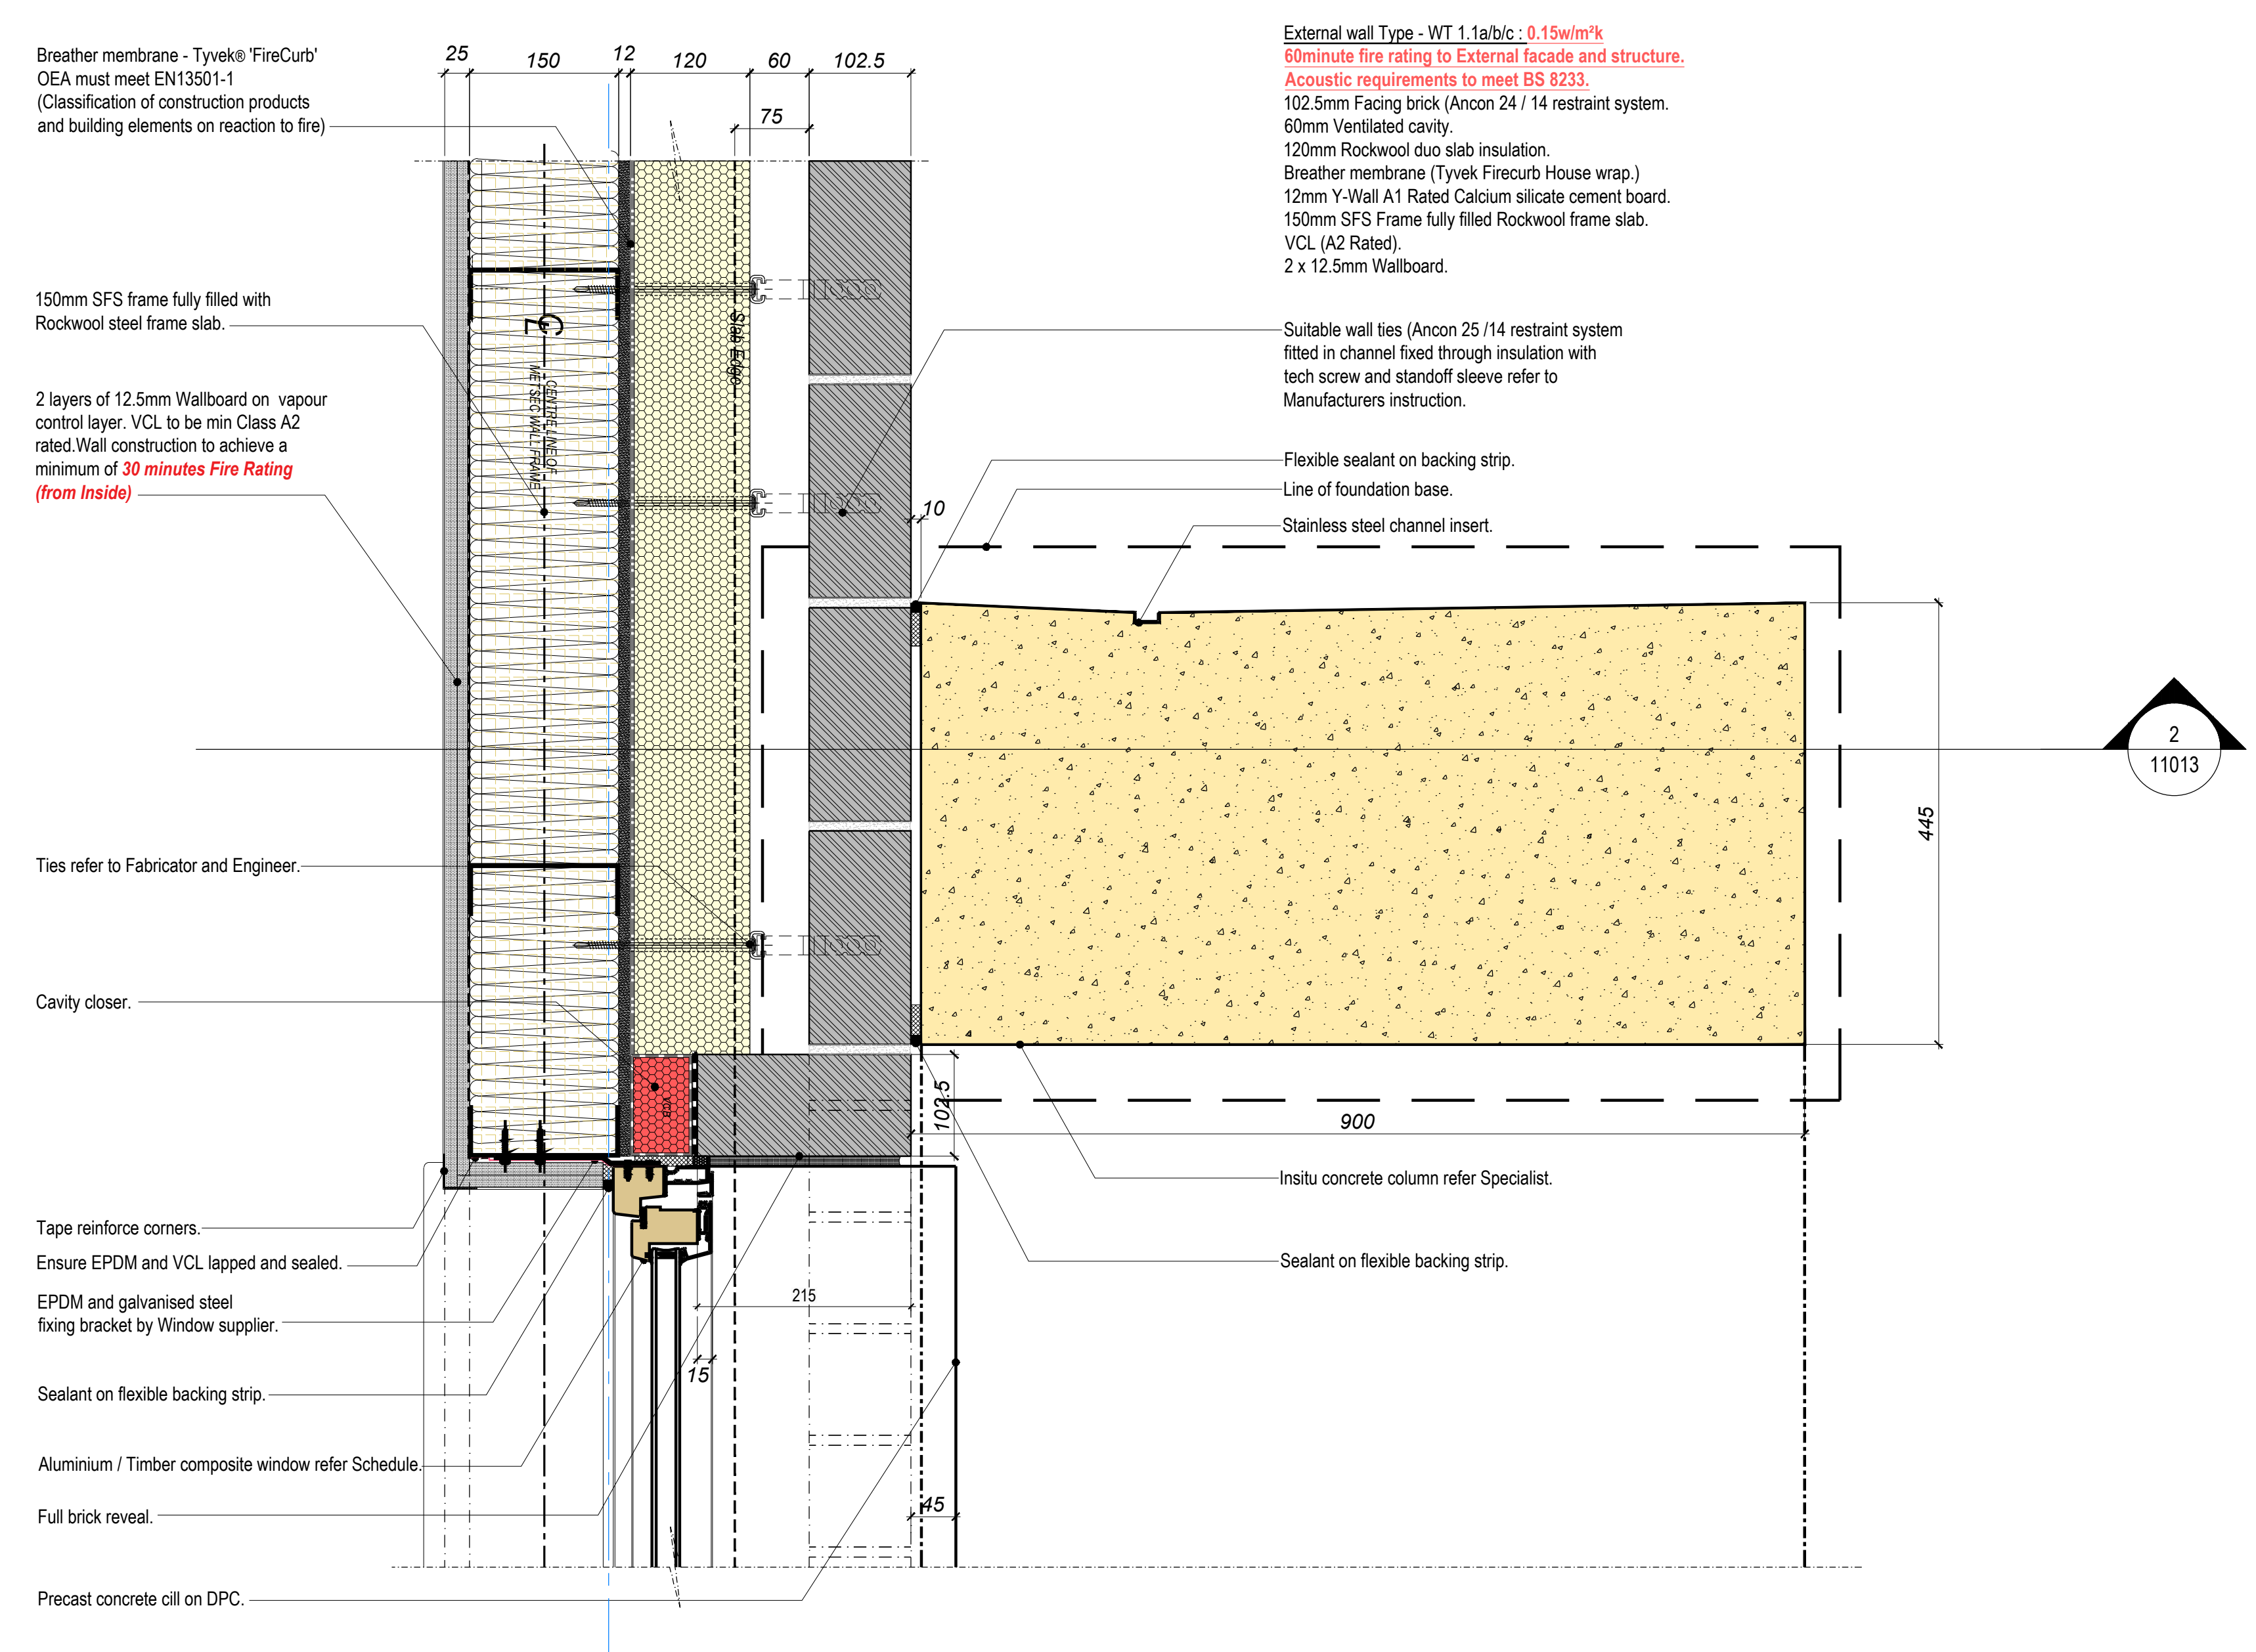 Breather membrane - Tyvek® 'FireCurb'
OEA must meet EN13501-1
(Classification of construction products
and building elements on reaction to fire)
25
150
12
120
60
102.5
75
External wall Type - WT 1.1a/b/c : 0.15w/m²k
60minute fire rating to External facade and structure.
Acoustic requirements to meet BS 8233.
102.5mm Facing brick (Ancon 24 / 14 restraint system.
60mm Ventilated cavity.
120mm Rockwool duo slab insulation.
Breather membrane (Tyvek Firecurb House wrap.)
12mm Y-Wall A1 Rated Calcium silicate cement board.
150mm SFS Frame fully filled Rockwool frame slab.
VCL (A2 Rated).
2 x 12.5mm Wallboard.
150mm SFS frame fully filled with
Rockwool steel frame slab.
CL
CENTRE LINE OF
METSEC WALL FRAME
Slab Edge
Suitable wall ties (Ancon 25 /14 restraint system
fitted in channel fixed through insulation with
tech screw and standoff sleeve refer to
Manufacturers instruction.
2 layers of 12.5mm Wallboard on vapour
control layer. VCL to be min Class A2
rated.Wall construction to achieve a
minimum of 30 minutes Fire Rating
(from Inside)
Flexible sealant on backing strip.
Line of foundation base.
Stainless steel channel insert.
10
2
11013
445
Ties refer to Fabricator and Engineer.
Cavity closer.
VCB
102.5
900
Insitu concrete column refer Specialist.
Tape reinforce corners.
Ensure EPDM and VCL lapped and sealed.
Sealant on flexible backing strip.
EPDM and galvanised steel
fixing bracket by Window supplier.
215
15
Sealant on flexible backing strip.
Aluminium / Timber composite window refer Schedule.
Full brick reveal.
45
Precast concrete cill on DPC.